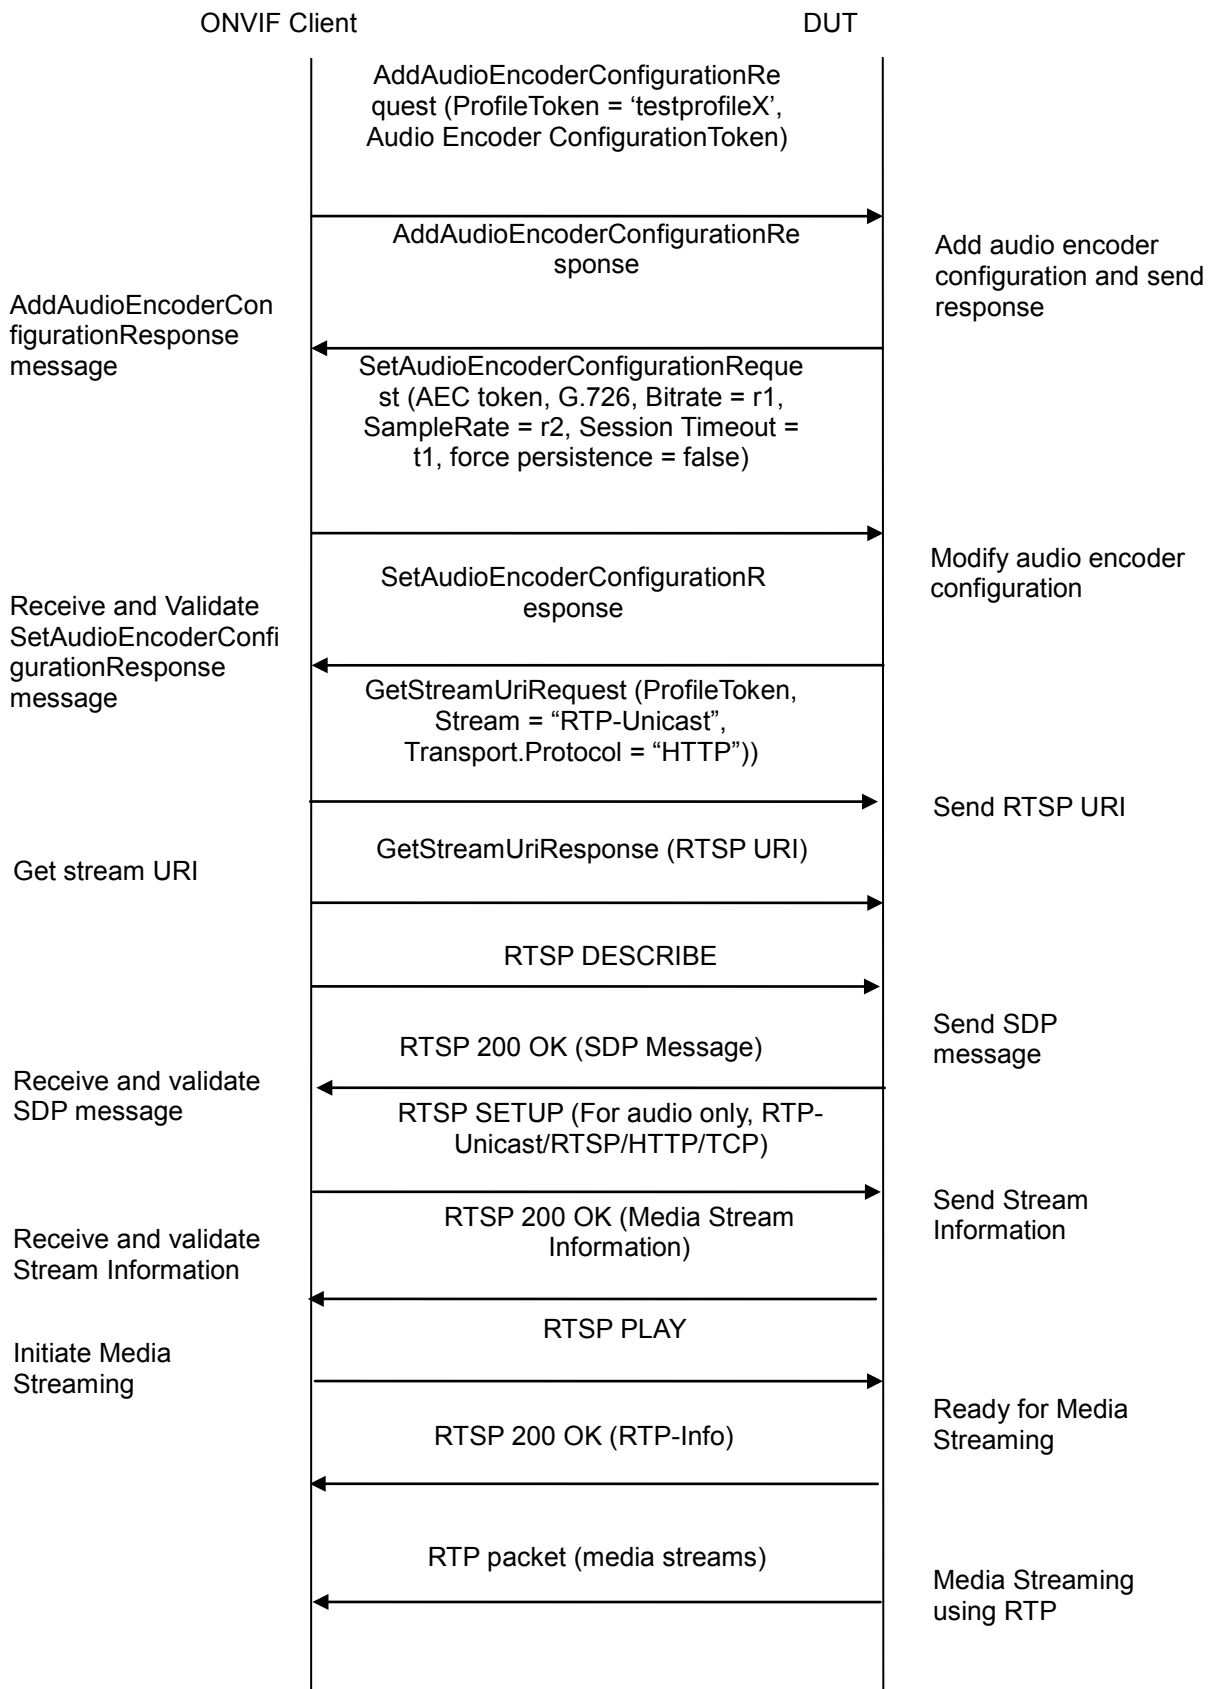 ONVIF Client
DUT
AddAudioEncoderConfigurationRe
quest (ProfileToken = ‘testprofileX’,
Audio Encoder ConfigurationToken)
AddAudioEncoderConfigurationRe
sponse
Add audio encoder
configuration and send
response
AddAudioEncoderCon
figurationResponse
message
SetAudioEncoderConfigurationReque
st (AEC token, G.726, Bitrate = r1,
SampleRate = r2, Session Timeout =
t1, force persistence = false)
Modify audio encoder
configuration
SetAudioEncoderConfigurationR
esponse
Receive and Validate
SetAudioEncoderConfi
gurationResponse
message
GetStreamUriRequest (ProfileToken,
Stream = “RTP-Unicast”,
Transport.Protocol = “HTTP”))
Send RTSP URI
GetStreamUriResponse (RTSP URI)
Get stream URI
RTSP DESCRIBE
Send SDP
message
RTSP 200 OK (SDP Message)
Receive and validate
SDP message
RTSP SETUP (For audio only, RTP-
Unicast/RTSP/HTTP/TCP)
Send Stream
Information
RTSP 200 OK (Media Stream
Information)
Receive and validate
Stream Information
RTSP PLAY
Initiate Media
Streaming
Ready for Media
Streaming
RTSP 200 OK (RTP-Info)
RTP packet (media streams)
Media Streaming
using RTP